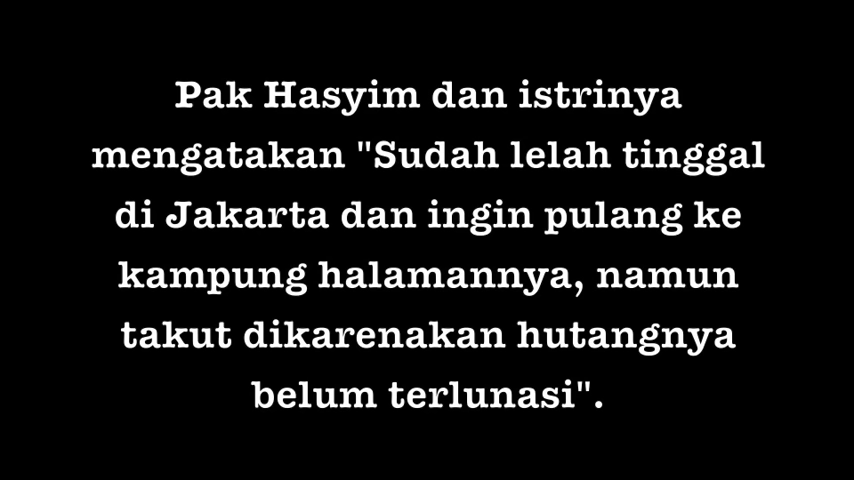 Pak Hasyim dan istrinya
mengatakan "Sudah lelah tinggal
di Jakarta dan ingin pulang ke
kampung halamannya, namun
takut dikarenakan hutangnya
belum terlunasi".